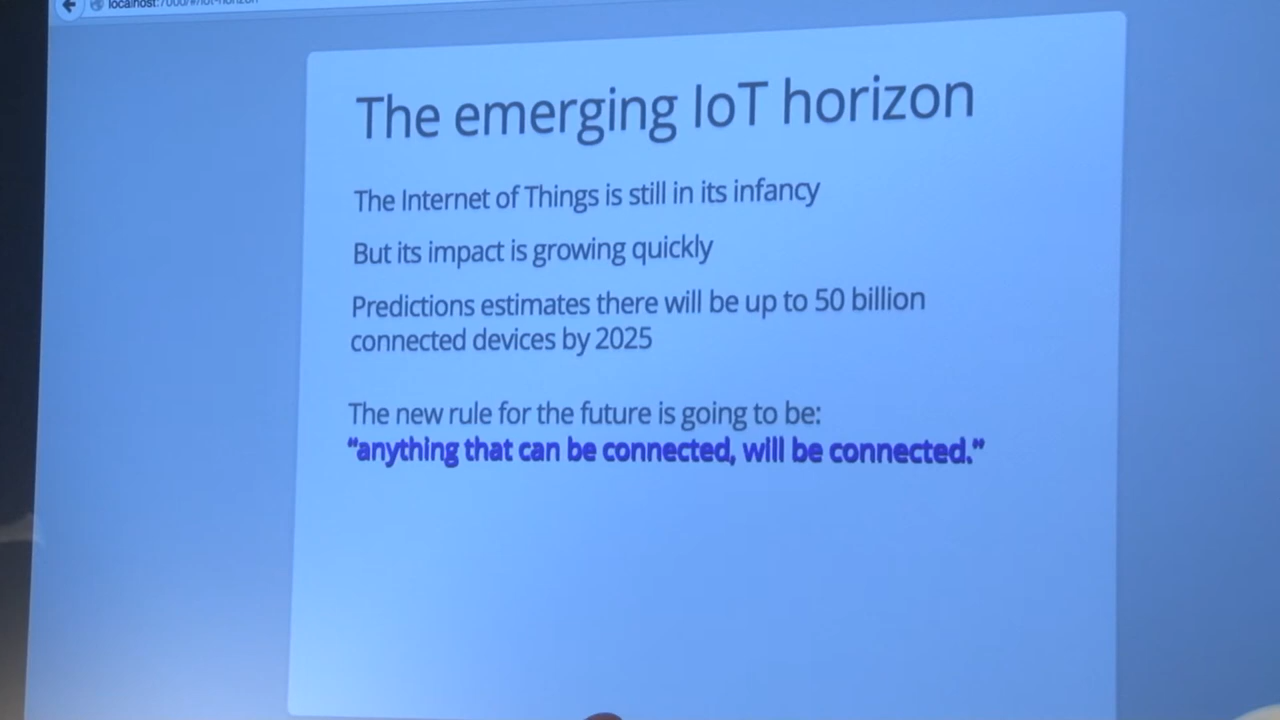 The emerging IoT horizon
The Internet of Things is still in its infancy
But its impact is growing quickly
Predictions estimates there will be up to 50 billion
connected devices by 2025
The new rule for the future is going to be:
“anything that can be connected, will be connected.”